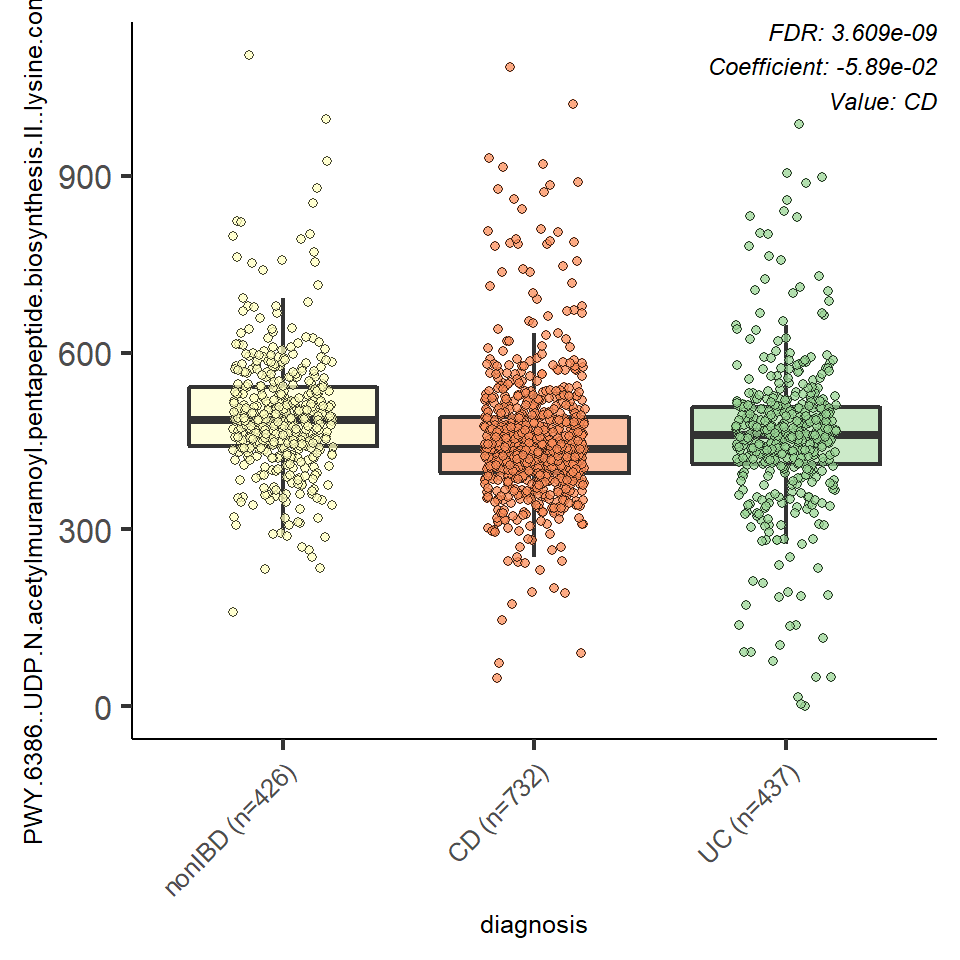 FDR: 3.609e-09
Coefficient: -5.89e-02
Value: CD
PWY.6386..UDP.N.acetylmuramoyl.pentapeptide.biosynthesis.II..lysine.con
900
600
300
0
nonIBD (n=426)
CD (n=732)
UC (n=437)
diagnosis